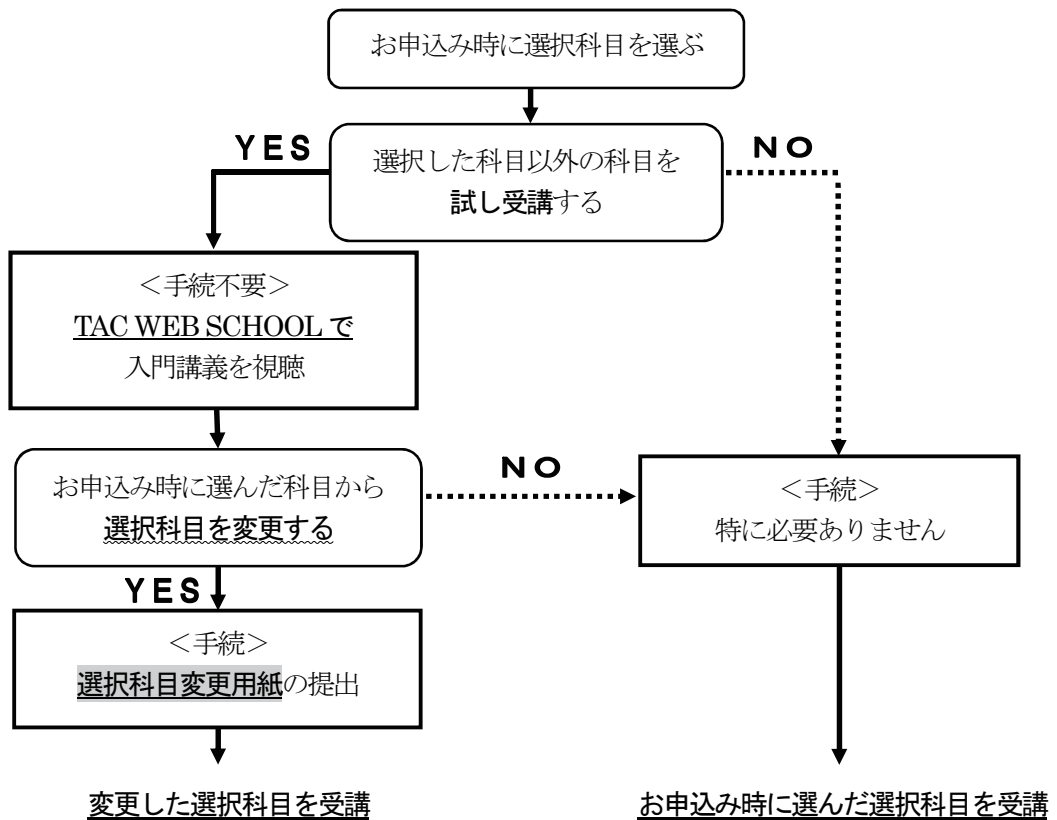 お申込み時に選択科目を選ぶ
YES
NO
選択した科目以外の科目を
試し受講する
＜手続不要＞
TAC WEB SCHOOL で
入門講義を視聴
お申込み時に選んだ科目から
選択科目を変更する
NO
＜手続＞
特に必要ありません
YES
＜手続＞
選択科目変更用紙の提出
変更した選択科目を受講
お申込み時に選んだ選択科目を受講